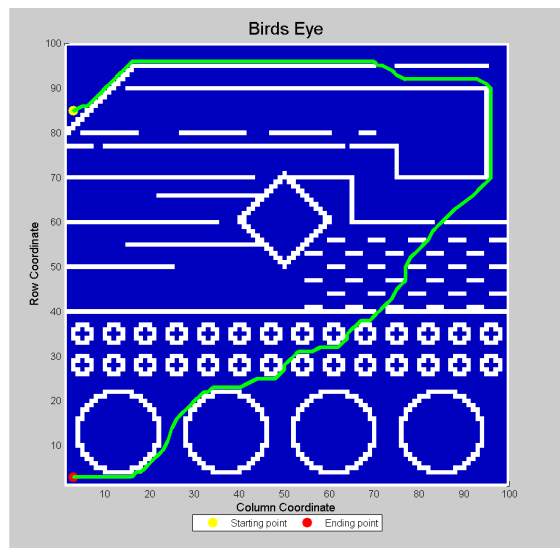 Birds Eye
100
90
80
70
60
50
40
30
20
10
Row Coordinate
10 20 30 40 50 60 70 80 90 100
Column Coordinate
Starting point Ending point